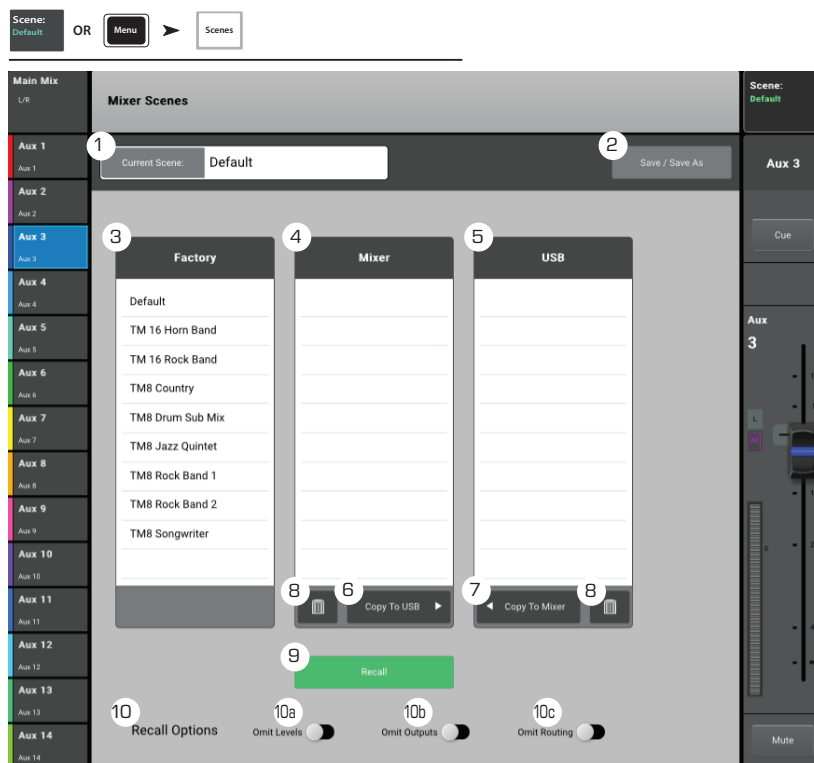 Scene:
Default
OR
Menu
Scenes
Main Mix
L/R
Mixer Scenes
Scene:
Default
1
Current Scene:
Default
2
Save / Save As
Aux 1
Aux 1
Aux 2
Aux 2
Aux 3
Aux 3
Aux 4
Aux 4
Aux 5
Aux 5
Aux 6
Aux 6
Aux 7
Aux 7
Aux 8
Aux 8
Aux 9
Aux 9
Aux 10
Aux 10
Aux 11
Aux 11
Aux 12
Aux 12
Aux 13
Aux 13
Aux 14
Aux 14
3
Factory
Default
TM 16 Horn Band
TM 16 Rock Band
TM8 Country
TM8 Drum Sub Mix
TM8 Jazz Quintet
TM8 Rock Band 1
TM8 Rock Band 2
TM8 Songwriter
4
Mixer
8
6
Copy To USB
5
USB
7
Copy To Mixer
8
9
Recall
10
Recall Options
10a
Omit Levels
10b
Omit Outputs
10c
Omit Routing
Aux 3
Cue
Aux
3
L
0
Mute